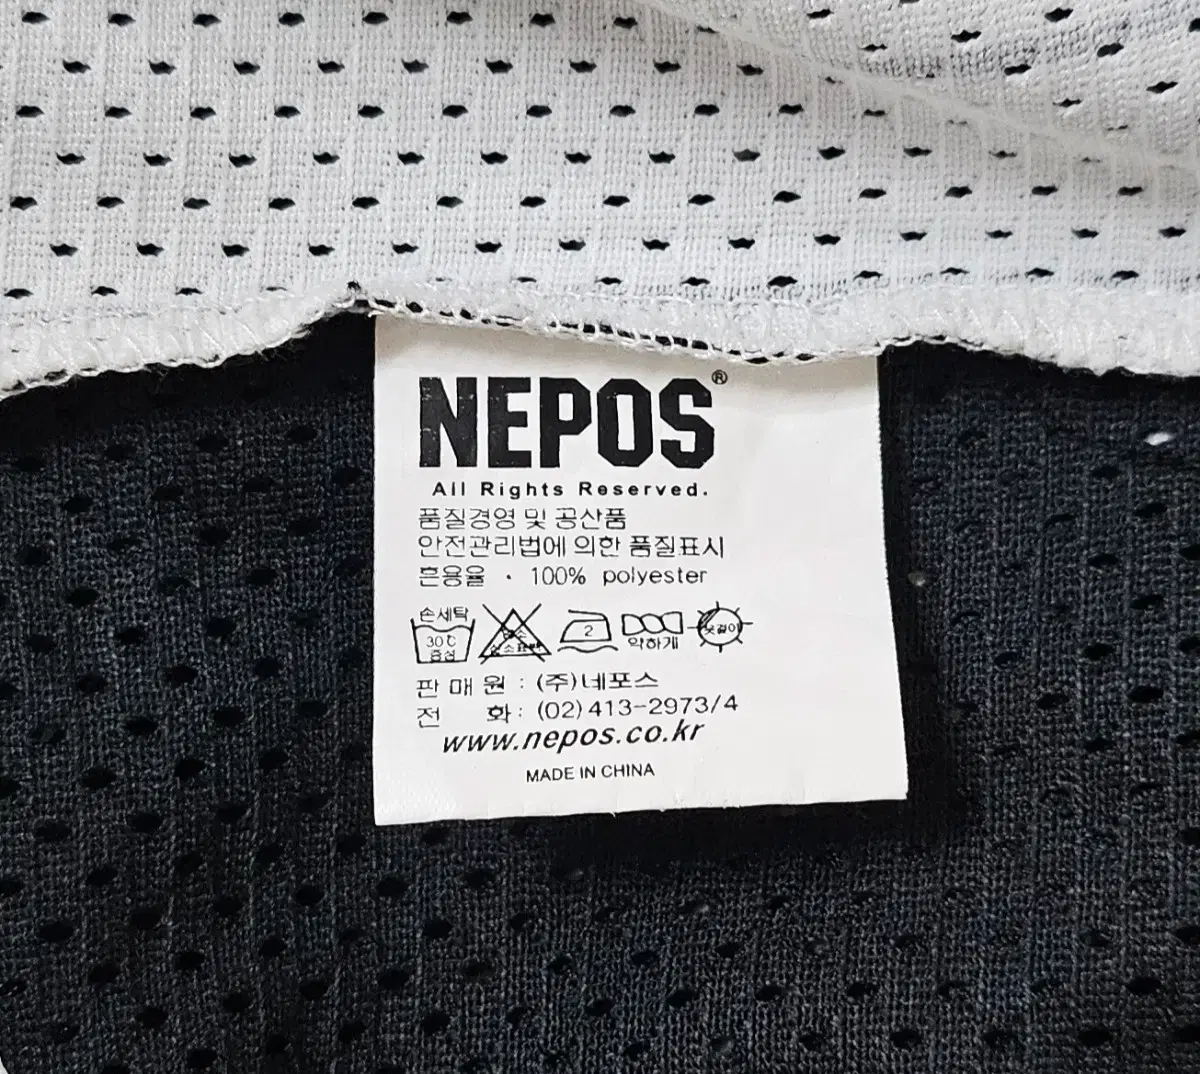 NEPOS®
All Rights Reserved.
품질경영 및 공산품
안전관리법에 의한 품질표시
혼용율 · 100% polyester
손세탁
30℃
중성
2
약하게
옷걸이
판 매 원 : (주)네포스
전 화 : (02)413-2973/4
www.nepos.co.kr
MADE IN CHINA